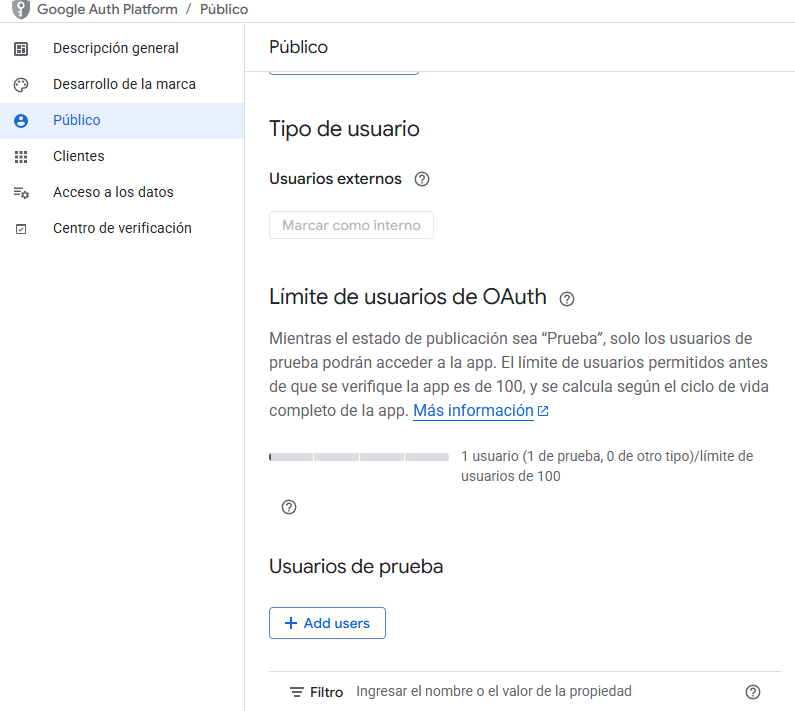 Google Auth Platform / Público
Descripción general
Desarrollo de la marca
Público
Clientes
Acceso a los datos
Centro de verificación
Público
Tipo de usuario
Usuarios externos
Marcar como interno
Límite de usuarios de OAuth
Mientras el estado de publicación sea “Prueba”, solo los usuarios de
prueba podrán acceder a la app. El límite de usuarios permitidos antes
de que se verifique la app es de 100, y se calcula según el ciclo de vida
completo de la app. Más información
1 usuario (1 de prueba, 0 de otro tipo)/límite de
usuarios de 100
Usuarios de prueba
+ Add users
Filtro Ingresar el nombre o el valor de la propiedad